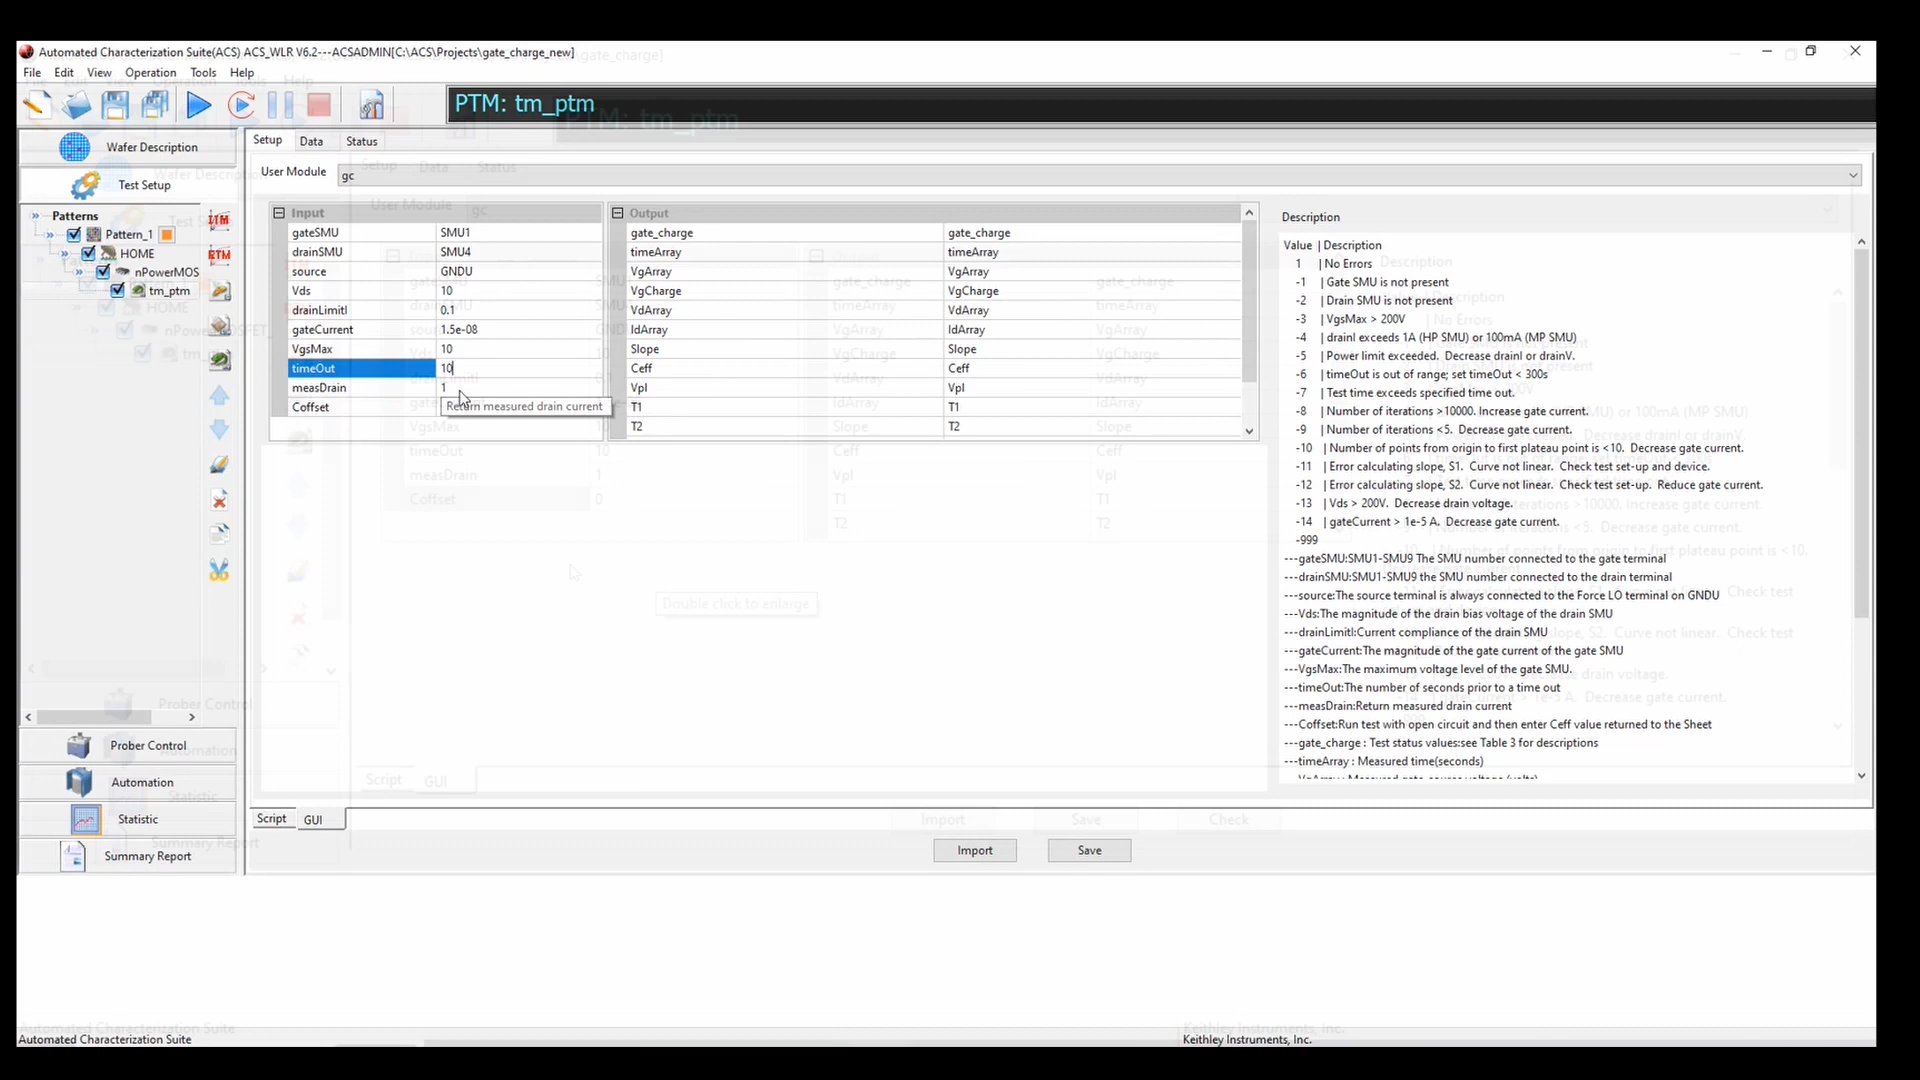 Automated Characterization Suite(ACS) ACS_WLR V6.2---ACSADMIN[C:\ACS\Projects\gate_charge_new]
File Edit View Operation Tools Help
PTM: tm_ptm
Wafer Description
Test Setup
Patterns
Pattern_1
HOME
nPowerMOS
tm_ptm
ITM
RTM
Prober Control
Automation
Statistic
Summary Report
Setup Data Status
User Module gc
Input
gateSMU SMU1
drainSMU SMU4
source GNDU
Vds 10
drainLimitI 0.1
gateCurrent 1.5e-08
VgsMax 10
timeOut 10
measDrain 1
Coffset
Return measured drain current
Output
gate_charge gate_charge
timeArray timeArray
VgArray VgArray
VgCharge VgCharge
VdArray VdArray
IdArray IdArray
Slope Slope
Ceff Ceff
Vpl Vpl
T1 T1
T2 T2
Double click to enlarge
Script GUI
Import Save
Import Save Check
Description
Value | Description
1 | No Errors
-1 | Gate SMU is not present
-2 | Drain SMU is not present
-3 | VgsMax > 200V
-4 | drainI exceeds 1A (HP SMU) or 100mA (MP SMU)
-5 | Power limit exceeded. Decrease drainI or drainV.
-6 | timeOut is out of range; set timeOut < 300s
-7 | Test time exceeds specified time out.
-8 | Number of iterations >10000. Increase gate current.
-9 | Number of iterations <5. Decrease gate current.
-10 | Number of points from origin to first plateau point is <10. Decrease gate current.
-11 | Error calculating slope, S1. Curve not linear. Check test set-up and device.
-12 | Error calculating slope, S2. Curve not linear. Check test set-up. Reduce gate current.
-13 | Vds > 200V. Decrease drain voltage.
-14 | gateCurrent > 1e-5 A. Decrease gate current.
-999
---gateSMU:SMU1-SMU9 The SMU number connected to the gate terminal
---drainSMU:SMU1-SMU9 the SMU number connected to the drain terminal
---source:The source terminal is always connected to the Force LO terminal on GNDU
---Vds:The magnitude of the drain bias voltage of the drain SMU
---drainLimitI:Current compliance of the drain SMU
---gateCurrent:The magnitude of the gate current of the gate SMU
---VgsMax:The maximum voltage level of the gate SMU.
---timeOut:The number of seconds prior to a time out
---measDrain:Return measured drain current
---Coffset:Run test with open circuit and then enter Ceff value returned to the Sheet
---gate_charge : Test status values:see Table 3 for descriptions
---timeArray : Measured time(seconds)
Automated Characterization Suite
Keithley Instruments, Inc.